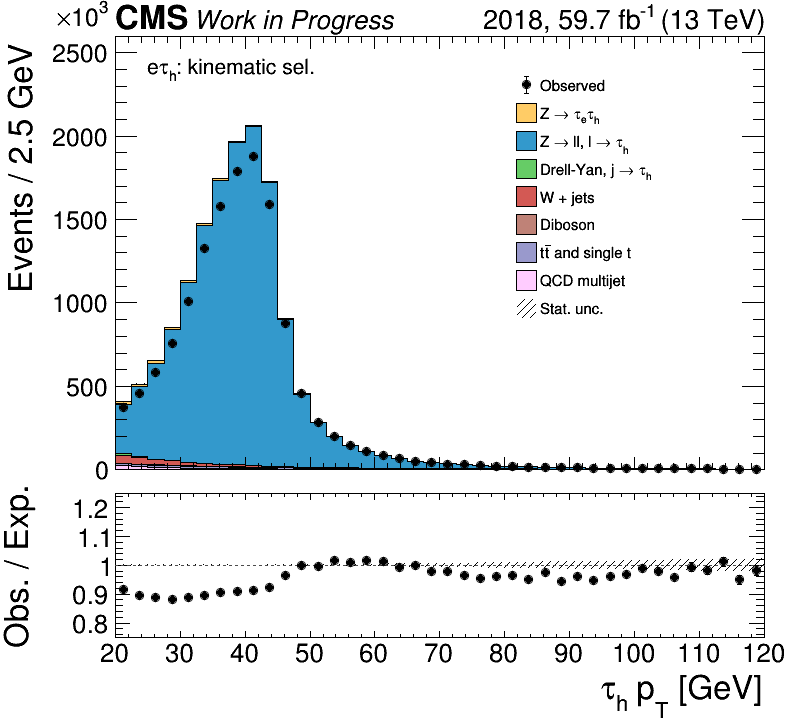 ×10³ CMS Work in Progress 2018, 59.7 fb⁻¹ (13 TeV)
eτₕ: kinematic sel.
Events / 2.5 GeV
2500
2000
1500
1000
500
0
Observed
Z → τₑτₕ
Z → ll, l → τₕ
Drell-Yan, j → τₕ
W + jets
Diboson
tt̄ and single t
QCD multijet
Stat. unc.
Obs. / Exp.
1.2
1.1
1
0.9
0.8
20 30 40 50 60 70 80 90 100 110 120
τₕ p_T [GeV]